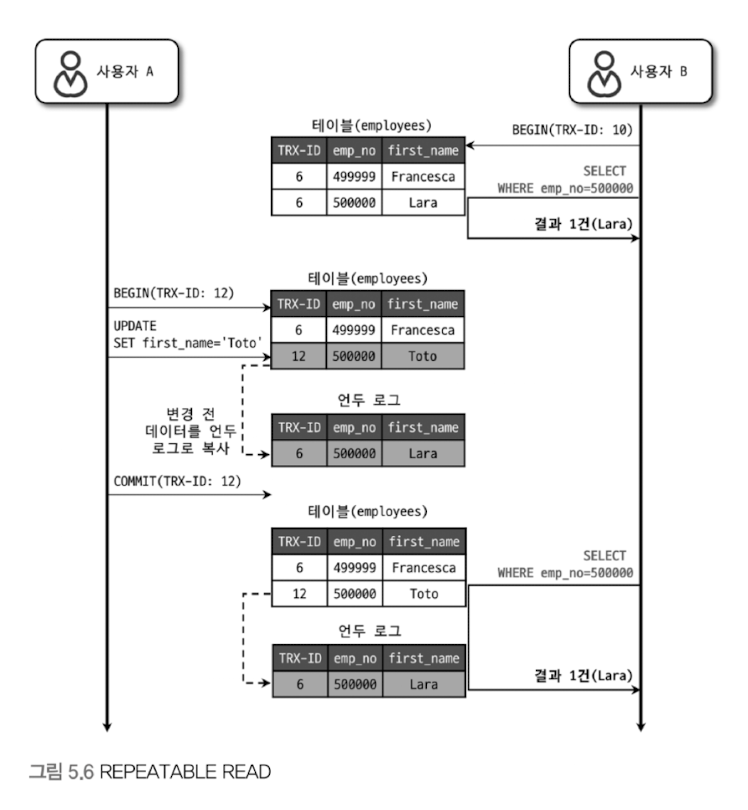 사용자 A
사용자 B
테이블(employees)
BEGIN(TRX-ID: 10)
TRX-ID emp_no first_name
6 499999 Francesca
6 500000 Lara
SELECT
WHERE emp_no=500000
결과 1건(Lara)
테이블(employees)
BEGIN(TRX-ID: 12)
TRX-ID emp_no first_name
6 499999 Francesca
12 500000 Toto
UPDATE
SET first_name='Toto'
변경 전
데이터를 언두
로그로 복사
언두 로그
TRX-ID emp_no first_name
6 500000 Lara
COMMIT(TRX-ID: 12)
테이블(employees)
TRX-ID emp_no first_name
6 499999 Francesca
12 500000 Toto
SELECT
WHERE emp_no=500000
언두 로그
TRX-ID emp_no first_name
6 500000 Lara
결과 1건(Lara)
그림 5.6 REPEATABLE READ